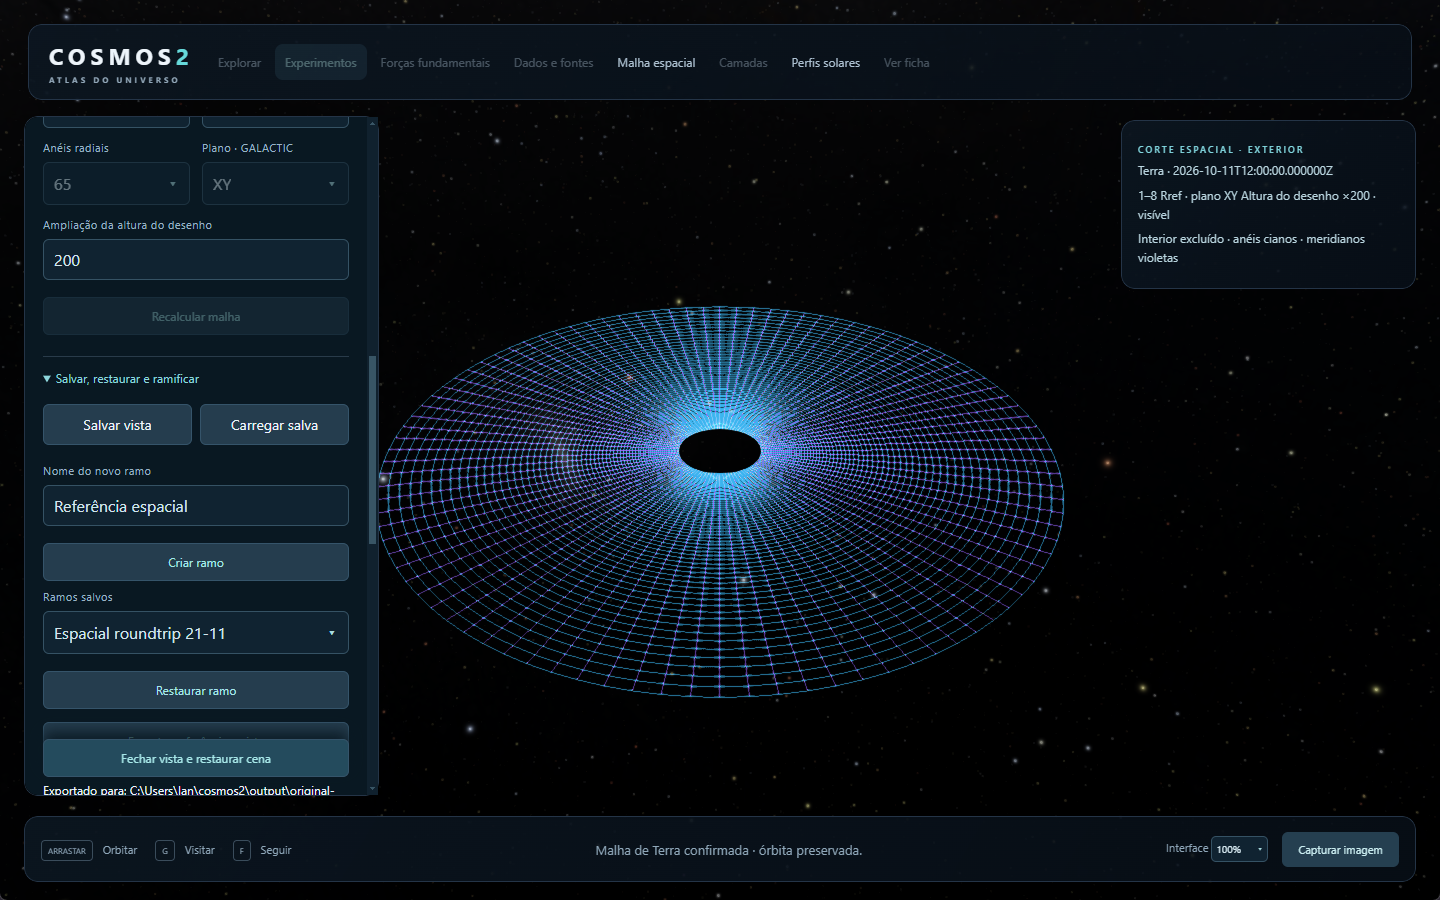 COSMOS2
ATLAS DO UNIVERSO
Explorar
Experimentos
Forças fundamentais
Dados e fontes
Malha espacial
Camadas
Perfis solares
Ver ficha
Anéis radiais
Plano · GALACTIC
65
XY
Ampliação da altura do desenho
200
Recalcular malha
Salvar, restaurar e ramificar
Salvar vista
Carregar salva
Nome do novo ramo
Referência espacial
Criar ramo
Ramos salvos
Espacial roundtrip 21-11
Restaurar ramo
Fechar vista e restaurar cena
Exportado para: C:\Users\Ian\cosmos2\output\original-
CORTE ESPACIAL · EXTERIOR
Terra · 2026-10-11T12:00:00.000000Z
1–8 Rref · plano XY Altura do desenho ×200 ·
visível
Interior excluído · anéis cianos · meridianos
violetas
ARRASTAR Orbitar G Visitar F Seguir
Malha de Terra confirmada · órbita preservada.
Interface 100%
Capturar imagem